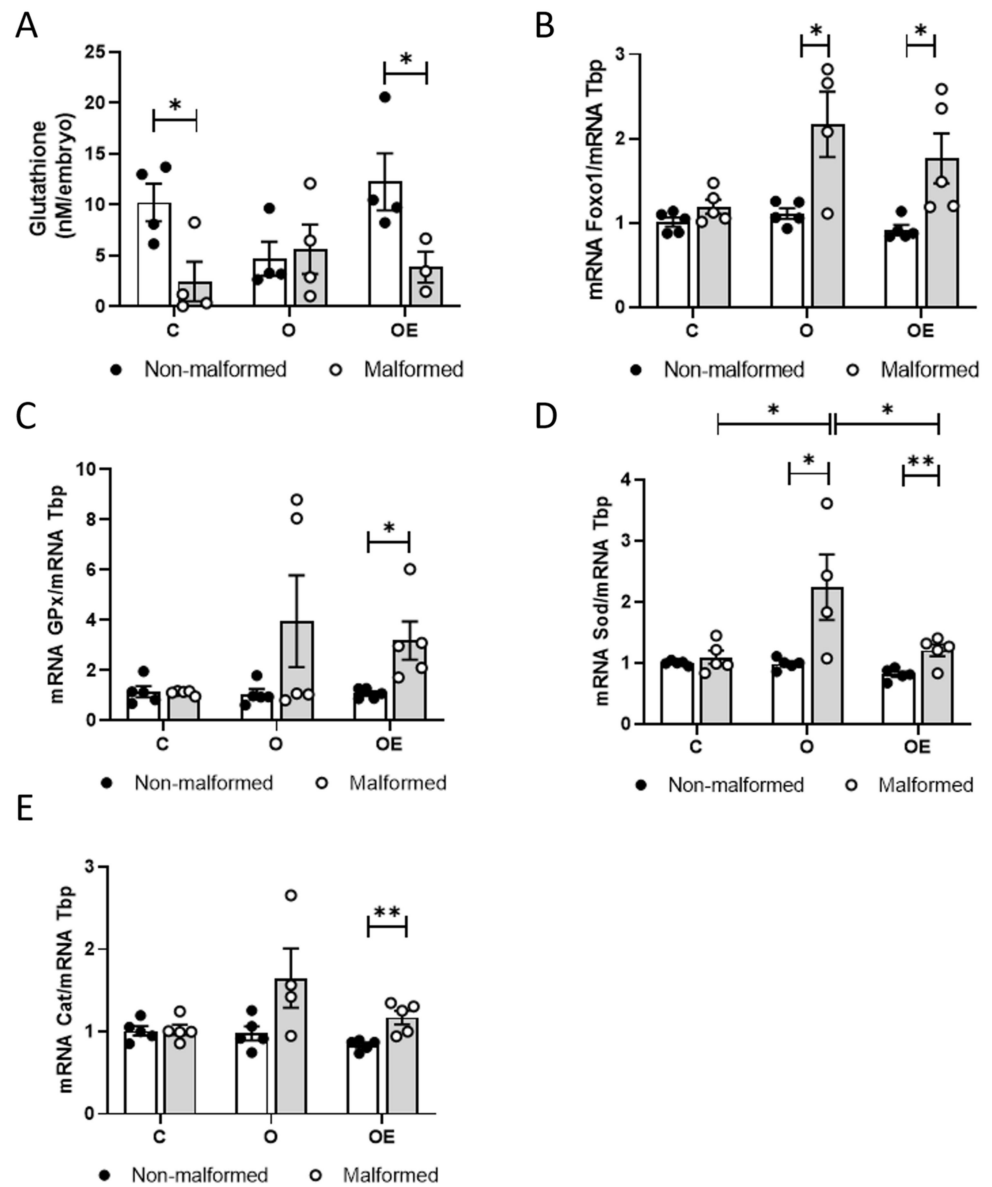 A
Glutathione
(nM/embryo)
25
20
15
10
5
0
*
*
C
O
OE
Non-malformed
Malformed
B
mRNA Foxo1/mRNA Tbp
3
2
1
0
*
*
C
O
OE
Non-malformed
Malformed
C
mRNA GPx/mRNA Tbp
10
8
6
4
2
0
*
C
O
OE
Non-malformed
Malformed
D
mRNA Sod/mRNA Tbp
4
3
2
1
0
*
*
*
**
C
O
OE
Non-malformed
Malformed
E
mRNA Cat/mRNA Tbp
3
2
1
0
**
C
O
OE
Non-malformed
Malformed